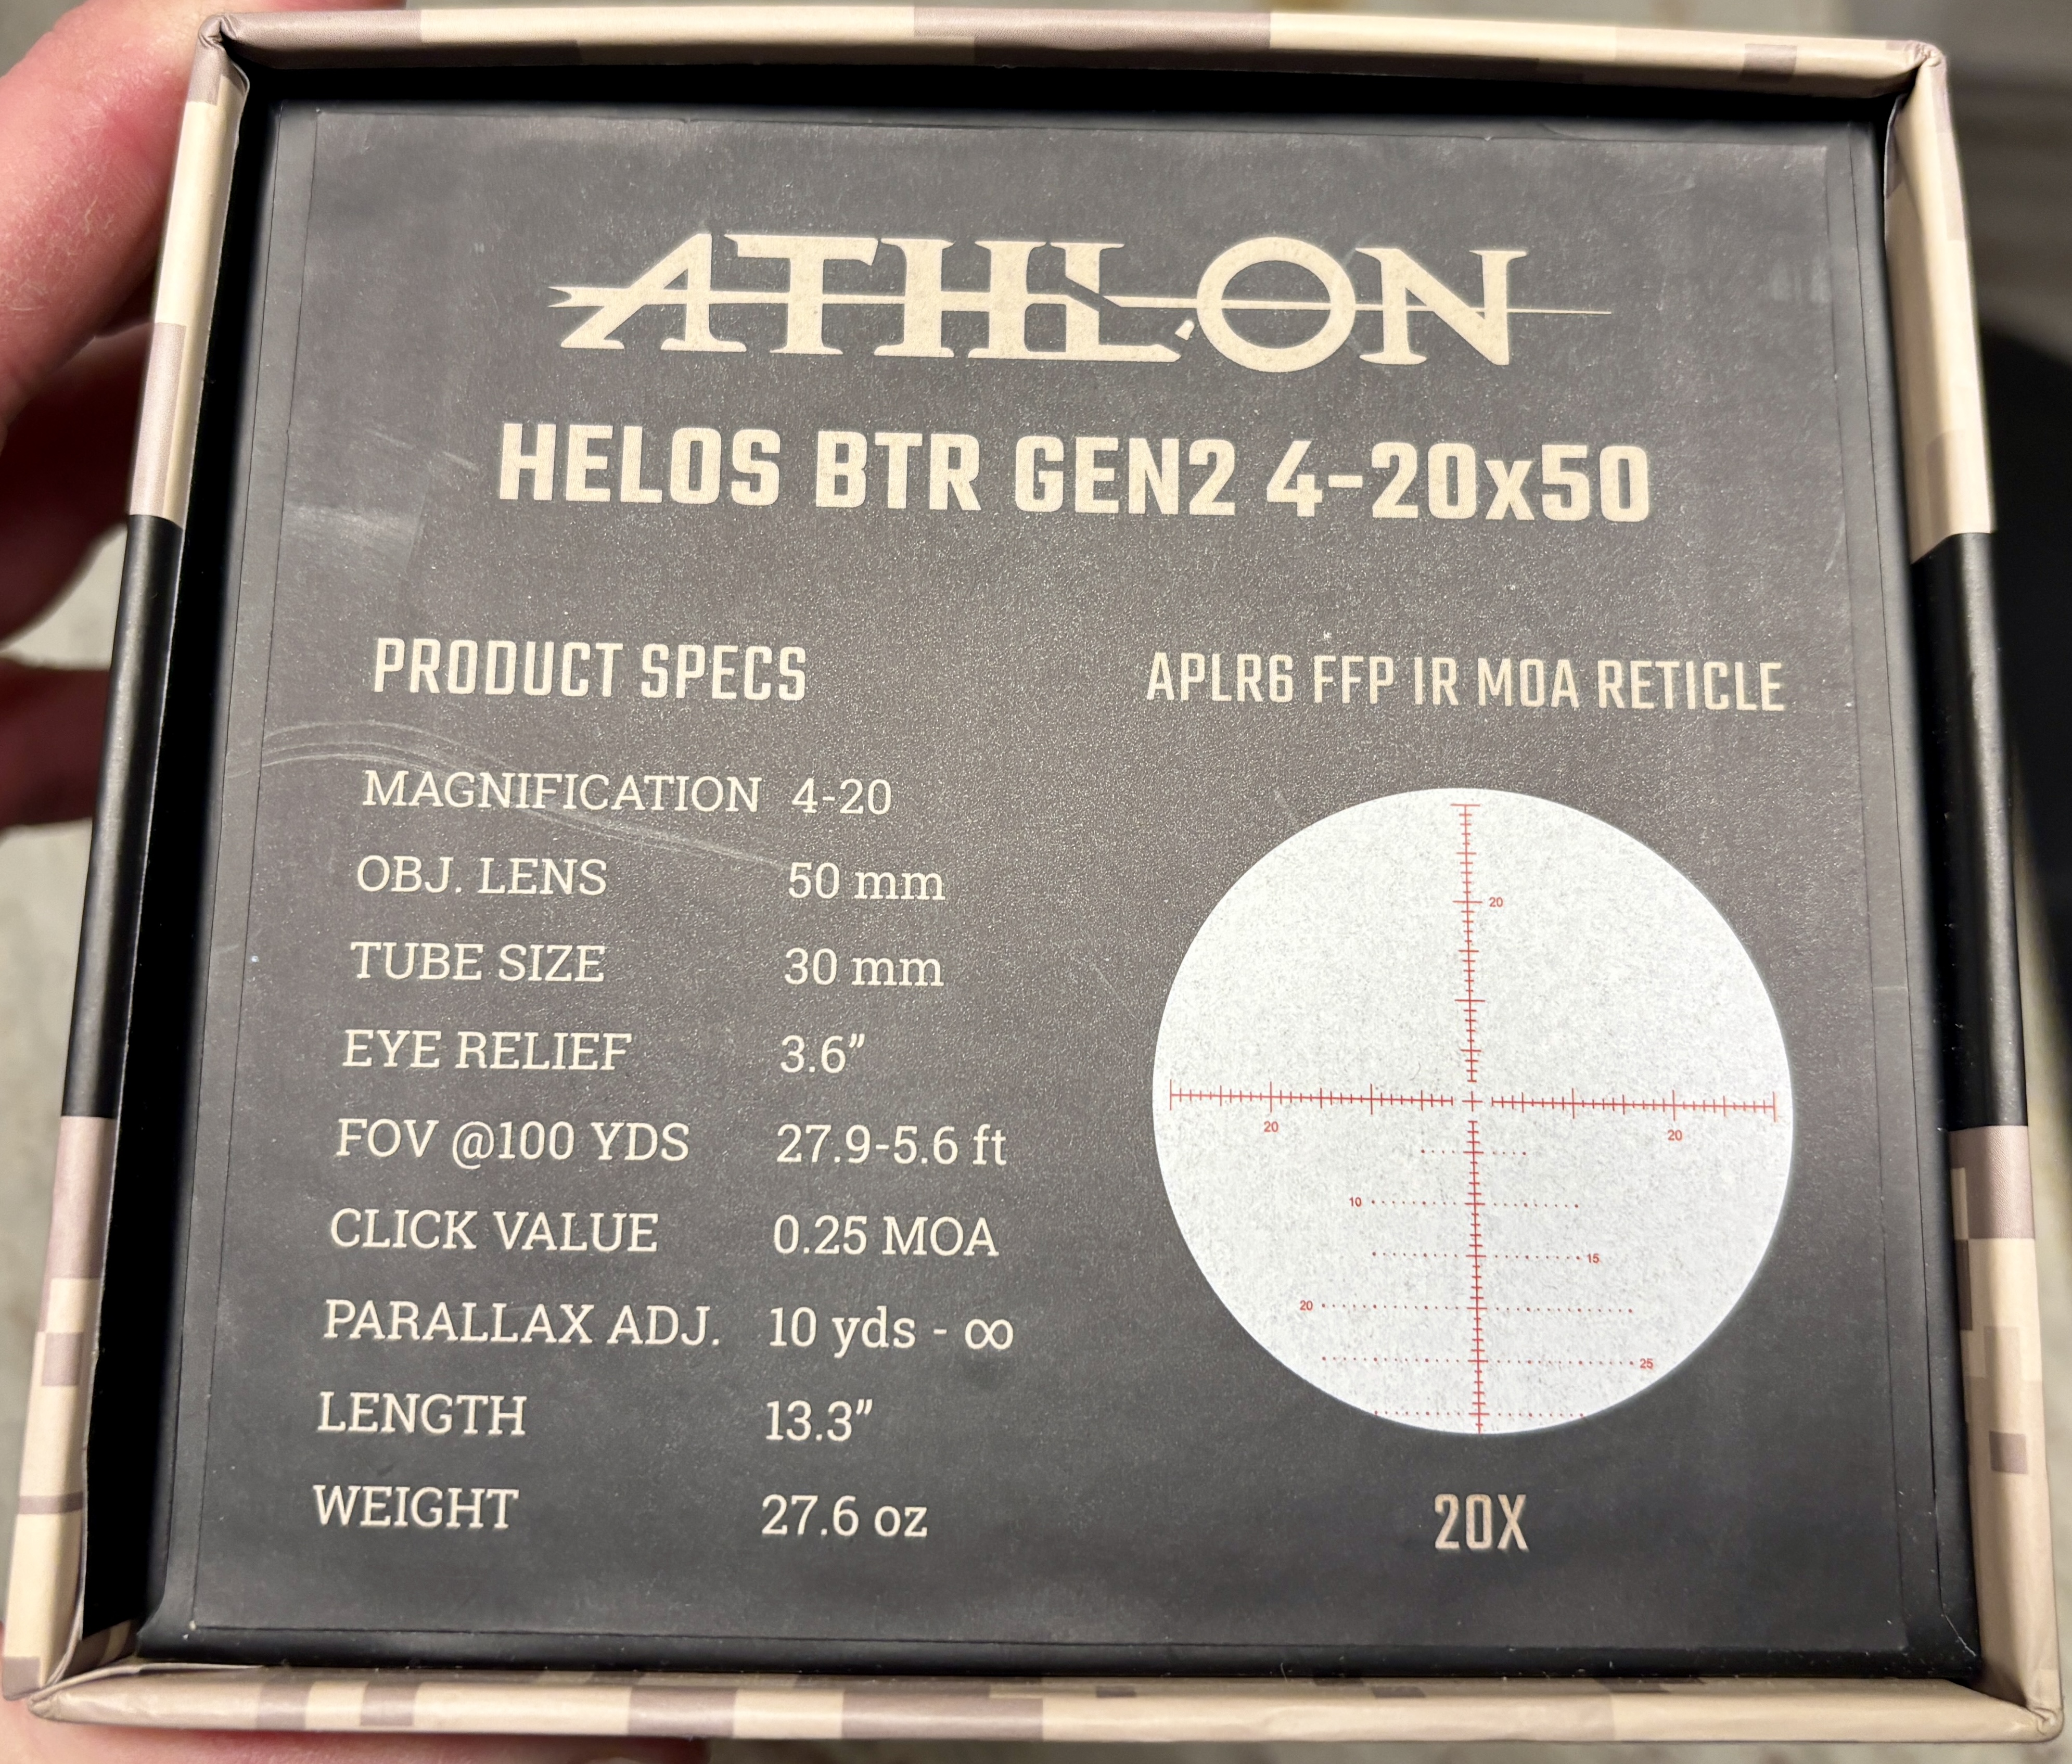 ATHLON
HELOS BTR GEN2 4-20x50
PRODUCT SPECS
MAGNIFICATION 4-20
OBJ. LENS 50 mm
TUBE SIZE 30 mm
EYE RELIEF 3.6”
FOV @100 YDS 27.9-5.6 ft
CLICK VALUE 0.25 MOA
PARALLAX ADJ. 10 yds - ∞
LENGTH 13.3”
WEIGHT 27.6 oz
APLR6 FFP IR MOA RETICLE
20
20 20
10
15
20
25
20X